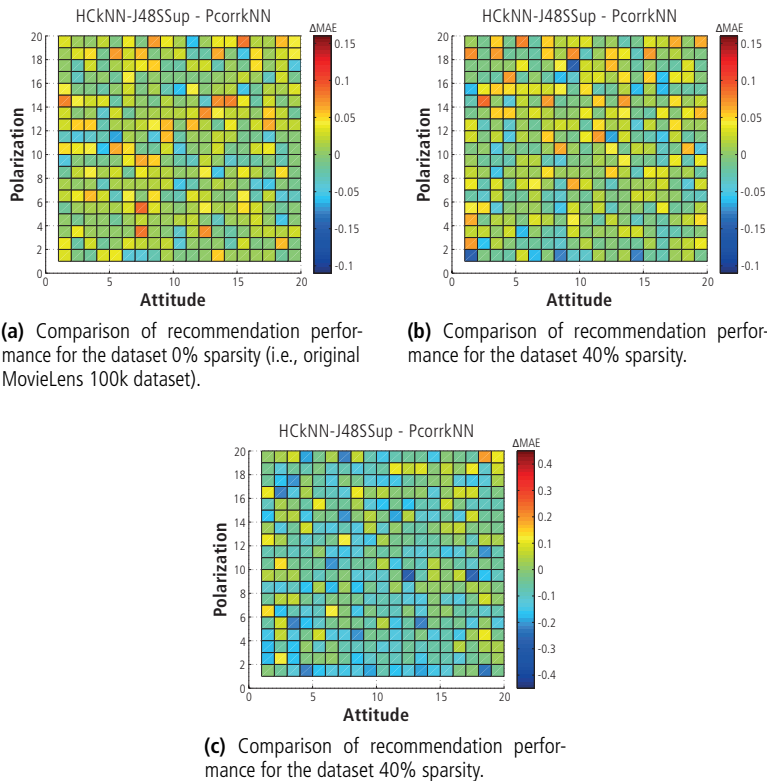 HCkNN-J48SSup - PcorrkNN
ΔMAE
20
18
16
14
12
10
8
6
4
2
0
Polarization
0 5 10 15 20
Attitude
0.15
0.10
0.05
0
-0.05
-0.1
(a) Comparison of recommendation perfor-
mance for the dataset 0% sparsity (i.e., original
MovieLens 100k dataset).
HCkNN-J48SSup - PcorrkNN
ΔMAE
20
18
16
14
12
10
8
6
4
2
0
Polarization
0 5 10 15 20
Attitude
0.15
0.10
0.05
0
-0.05
-0.1
(b) Comparison of recommendation perfor-
mance for the dataset 40% sparsity.
HCkNN-J48SSup - PcorrkNN
ΔMAE
20
18
16
14
12
10
8
6
4
2
0
Polarization
0 5 10 15 20
Attitude
0.4
0.3
0.2
0.1
0
-0.1
-0.2
-0.3
-0.4
(c) Comparison of recommendation perfor-
mance for the dataset 40% sparsity.